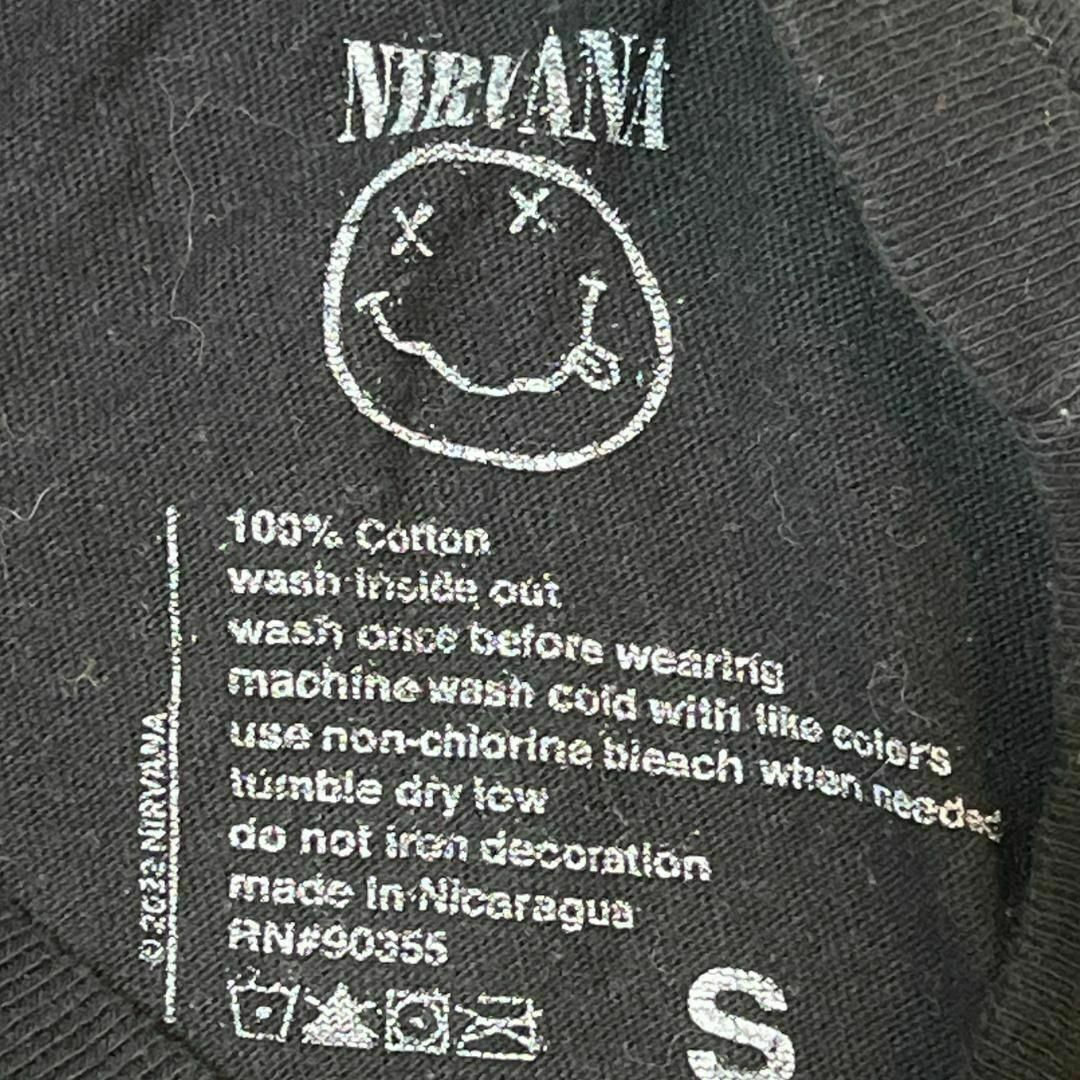 NIRVANA
100% Cotton
wash inside out
wash once before wearing
machine wash cold with like colors
use non-chlorine bleach when needed
tumble dry low
do not iron decoration
made in Nicaragua
RN#90355
© 2022 NIRVANA
S